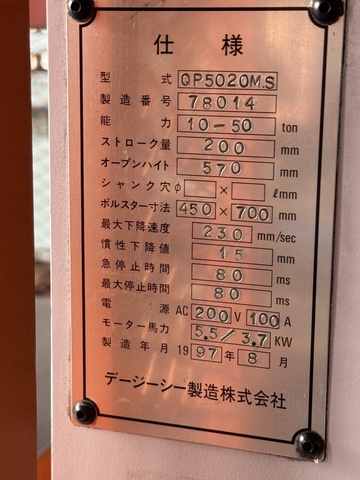 仕様
型式 QP5020M.S
製造番号 78014
能力 10-50 ton
ストローク量 200 mm
オープンハイト 570 mm
シャンク穴 φ × ℓmm
ボルスター寸法 450 × 700 mm
最大下降速度 230 mm/sec
慣性下降値 15 mm
急停止時間 80 ms
最大停止時間 80 ms
電源 AC 200 V 100 A
モーター馬力 5.5/3.7 KW
製造年月 1997年8月
デージーシー製造株式会社